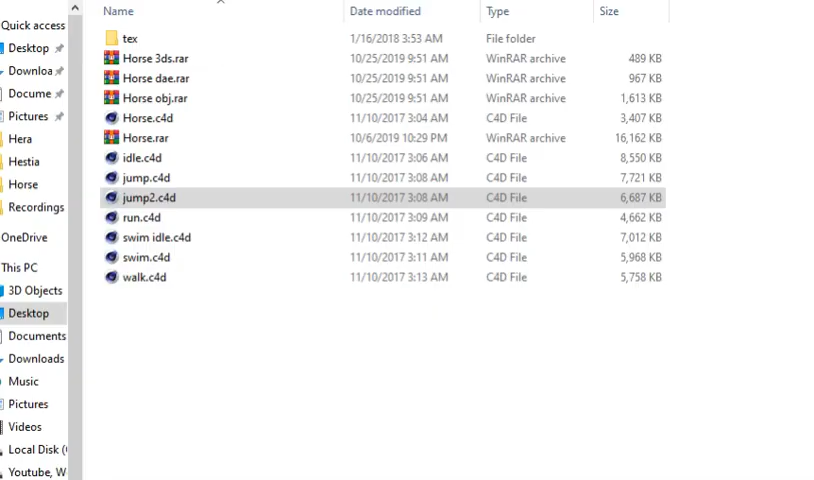 Name Date modified Type Size
tex 1/16/2018 3:53 AM File folder
Horse 3ds.rar 10/25/2019 9:51 AM WinRAR archive 489 KB
Horse dae.rar 10/25/2019 9:51 AM WinRAR archive 967 KB
Horse obj.rar 10/25/2019 9:51 AM WinRAR archive 1,613 KB
Horse.c4d 11/10/2017 3:04 AM C4D File 3,407 KB
Horse.rar 10/6/2019 10:29 PM WinRAR archive 16,162 KB
idle.c4d 11/10/2017 3:06 AM C4D File 8,550 KB
jump.c4d 11/10/2017 3:08 AM C4D File 7,721 KB
jump2.c4d 11/10/2017 3:08 AM C4D File 6,687 KB
run.c4d 11/10/2017 3:09 AM C4D File 4,662 KB
swim idle.c4d 11/10/2017 3:12 AM C4D File 7,012 KB
swim.c4d 11/10/2017 3:11 AM C4D File 5,968 KB
walk.c4d 11/10/2017 3:13 AM C4D File 5,758 KB
Quick access
Desktop
Downloa
Docume
Pictures
Hera
Hestia
Horse
Recordings
OneDrive
This PC
3D Objects
Desktop
Documents
Downloads
Music
Pictures
Videos
Local Disk (
Youtube, W